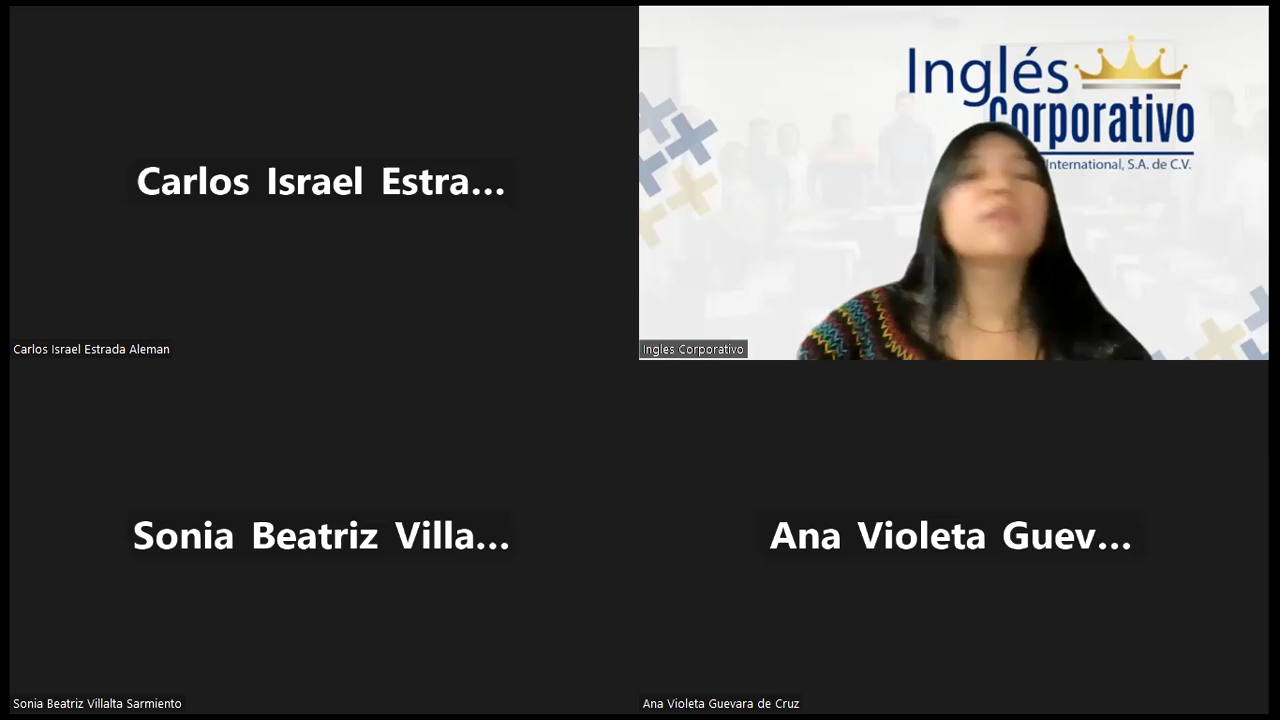 Carlos Israel Estra...
Carlos Israel Estrada Aleman
Inglés
Corporativo
International, S.A. de C.V.
Ingles Corporativo
Sonia Beatriz Villa...
Sonia Beatriz Villalta Sarmiento
Ana Violeta Guev...
Ana Violeta Guevara de Cruz